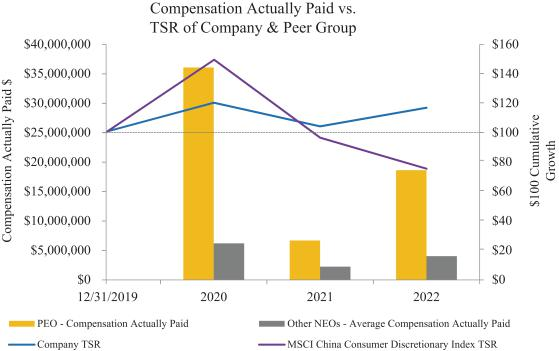 Compensation Actually Paid vs.
TSR of Company & Peer Group
Compensation Actually Paid $
$40,000,000
$35,000,000
$30,000,000
$25,000,000
$20,000,000
$15,000,000
$10,000,000
$5,000,000
$0
$160
$140
$120
$100
$80
$60
$40
$20
$0
$100 Cumulative
Growth
12/31/2019 2020 2021 2022
PEO - Compensation Actually Paid
Other NEOs - Average Compensation Actually Paid
Company TSR
MSCI China Consumer Discretionary Index TSR